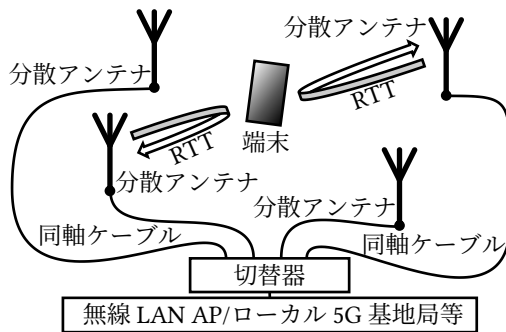 分散アンテナ
分散アンテナ
RTT
RTT
端末
分散アンテナ
分散アンテナ
同軸ケーブル
同軸ケーブル
切替器
無線 LAN AP/ローカル 5G 基地局等